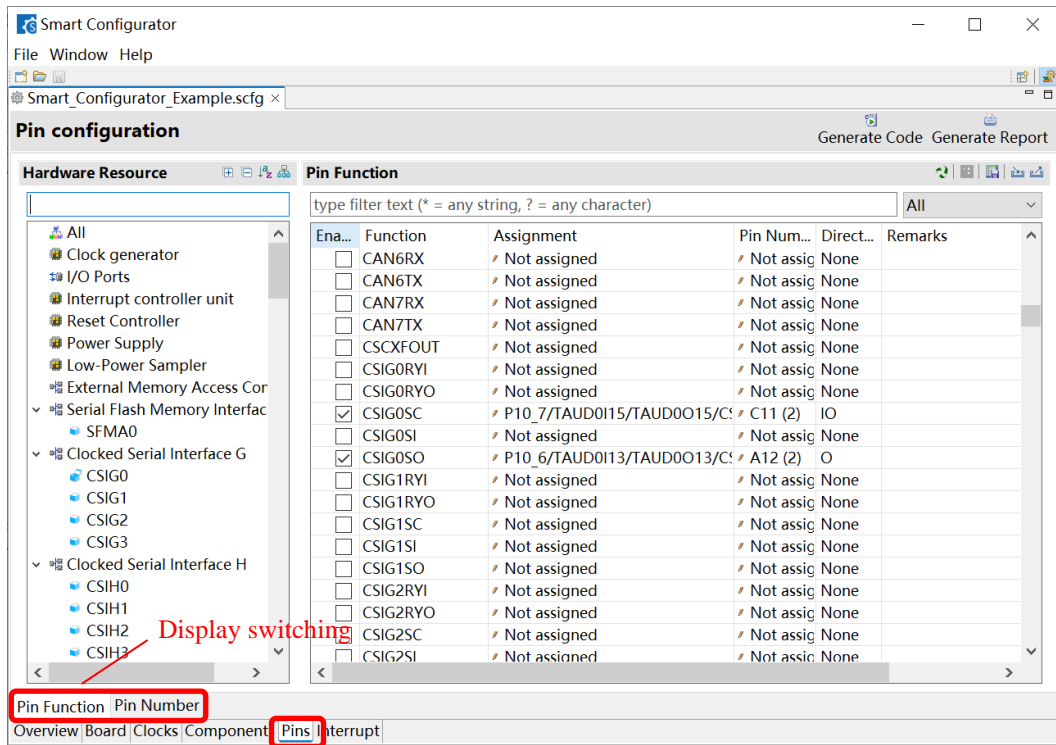 Smart Configurator
File Window Help
Smart_Configurator_Example.scfg
Pin configuration
Generate Code Generate Report
Hardware Resource
All
Clock generator
I/O Ports
Interrupt controller unit
Reset Controller
Power Supply
Low-Power Sampler
External Memory Access Con
Serial Flash Memory Interfac
SFMA0
Clocked Serial Interface G
CSIG0
CSIG1
CSIG2
CSIG3
Clocked Serial Interface H
CSIH0
CSIH1
CSIH2
CSIH3
Pin Function
type filter text (* = any string, ? = any character) All
Ena... Function Assignment Pin Num... Direct... Remarks
CAN6RX Not assigned Not assig None
CAN6TX Not assigned Not assig None
CAN7RX Not assigned Not assig None
CAN7TX Not assigned Not assig None
CSCXFOUT Not assigned Not assig None
CSIG0RYI Not assigned Not assig None
CSIG0RYO Not assigned Not assig None
CSIG0SC P10_7/TAUD0I15/TAUD0O15/CS C11 (2) IO
CSIG0SI Not assigned Not assig None
CSIG0SO P10_6/TAUD0I13/TAUD0O13/CS A12 (2) O
CSIG1RYI Not assigned Not assig None
CSIG1RYO Not assigned Not assig None
CSIG1SC Not assigned Not assig None
CSIG1SI Not assigned Not assig None
CSIG1SO Not assigned Not assig None
CSIG2RYI Not assigned Not assig None
CSIG2RYO Not assigned Not assig None
CSIG2SC Not assigned Not assig None
CSIG2SI Not assigned Not assig None
Display switching
Pin Function Pin Number
Overview Board Clocks Component Pins Interrupt